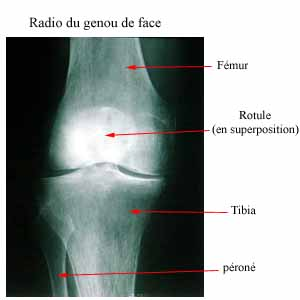 Radio du genou de face
Fémur
Rotule
(en superposition)
Tibia
péroné